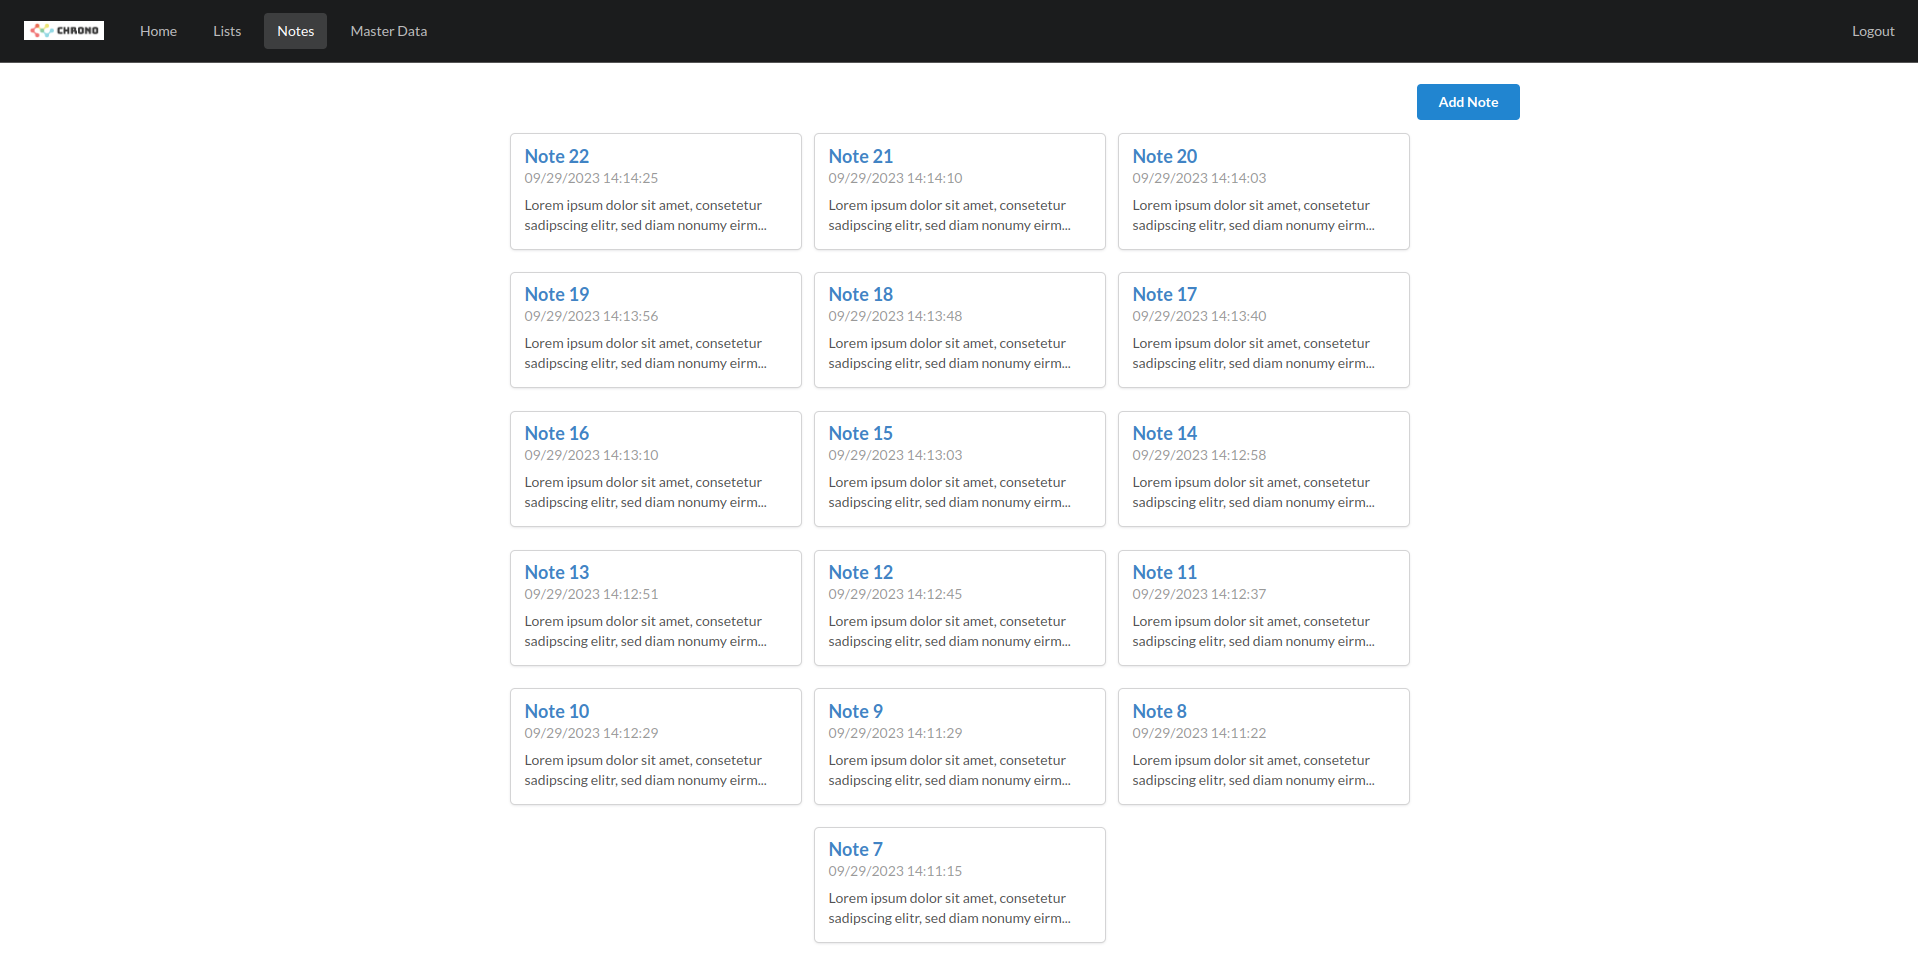 CHRONO
Home
Lists
Notes
Master Data
Logout
Add Note
Note 22
09/29/2023 14:14:25
Lorem ipsum dolor sit amet, consetetur
sadipscing elitr, sed diam nonumy eirm...
Note 21
09/29/2023 14:14:10
Lorem ipsum dolor sit amet, consetetur
sadipscing elitr, sed diam nonumy eirm...
Note 20
09/29/2023 14:14:03
Lorem ipsum dolor sit amet, consetetur
sadipscing elitr, sed diam nonumy eirm...
Note 19
09/29/2023 14:13:56
Lorem ipsum dolor sit amet, consetetur
sadipscing elitr, sed diam nonumy eirm...
Note 18
09/29/2023 14:13:48
Lorem ipsum dolor sit amet, consetetur
sadipscing elitr, sed diam nonumy eirm...
Note 17
09/29/2023 14:13:40
Lorem ipsum dolor sit amet, consetetur
sadipscing elitr, sed diam nonumy eirm...
Note 16
09/29/2023 14:13:10
Lorem ipsum dolor sit amet, consetetur
sadipscing elitr, sed diam nonumy eirm...
Note 15
09/29/2023 14:13:03
Lorem ipsum dolor sit amet, consetetur
sadipscing elitr, sed diam nonumy eirm...
Note 14
09/29/2023 14:12:58
Lorem ipsum dolor sit amet, consetetur
sadipscing elitr, sed diam nonumy eirm...
Note 13
09/29/2023 14:12:51
Lorem ipsum dolor sit amet, consetetur
sadipscing elitr, sed diam nonumy eirm...
Note 12
09/29/2023 14:12:45
Lorem ipsum dolor sit amet, consetetur
sadipscing elitr, sed diam nonumy eirm...
Note 11
09/29/2023 14:12:37
Lorem ipsum dolor sit amet, consetetur
sadipscing elitr, sed diam nonumy eirm...
Note 10
09/29/2023 14:12:29
Lorem ipsum dolor sit amet, consetetur
sadipscing elitr, sed diam nonumy eirm...
Note 9
09/29/2023 14:11:29
Lorem ipsum dolor sit amet, consetetur
sadipscing elitr, sed diam nonumy eirm...
Note 8
09/29/2023 14:11:22
Lorem ipsum dolor sit amet, consetetur
sadipscing elitr, sed diam nonumy eirm...
Note 7
09/29/2023 14:11:15
Lorem ipsum dolor sit amet, consetetur
sadipscing elitr, sed diam nonumy eirm...